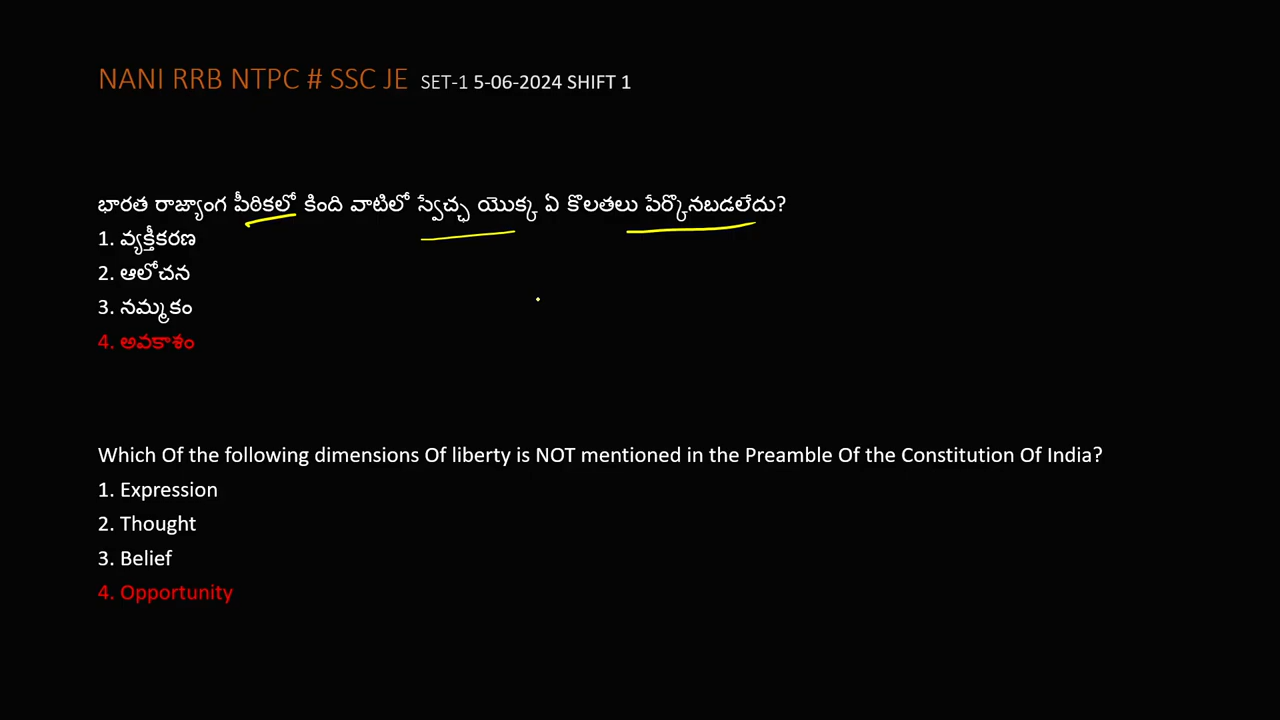 NANI RRB NTPC # SSC JE SET-1 5-06-2024 SHIFT 1
భారత రాజ్యాంగ పీఠికలో కింది వాటిలో స్వేచ్ఛ యొక్క ఏ కొలతలు పేర్కొనబడలేదు?
1. వ్యక్తీకరణ
2. ఆలోచన
3. నమ్మకం
4. అవకాశం
Which Of the following dimensions Of liberty is NOT mentioned in the Preamble Of the Constitution Of India?
1. Expression
2. Thought
3. Belief
4. Opportunity